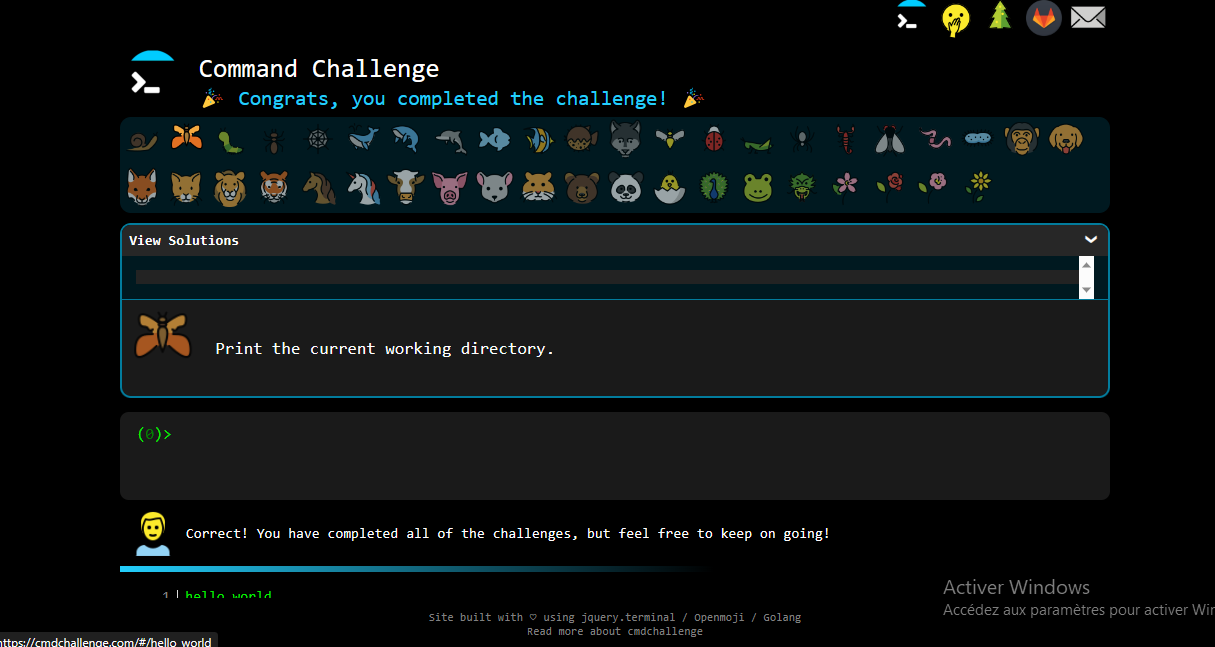 Command Challenge
Congrats, you completed the challenge!
View Solutions
Print the current working directory.
(0)>
Correct! You have completed all of the challenges, but feel free to keep on going!
1 hello world
Activer Windows
Accédez aux paramètres pour activer Win
Site built with ♡ using jquery.terminal / Openmoji / Golang
Read more about cmdchallenge
https://cmdchallenge.com/#/hello_world